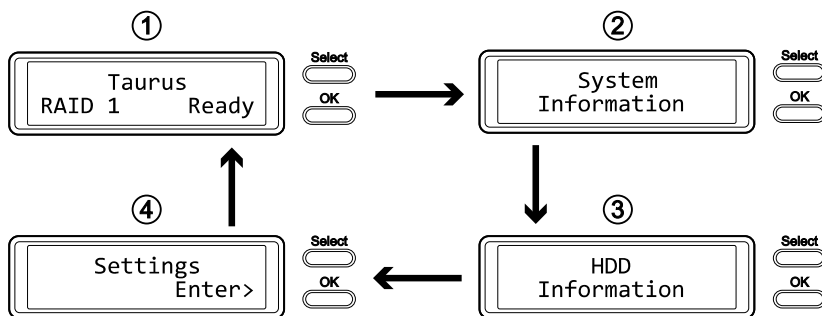 ①
Taurus
RAID 1 Ready
Select
OK
②
System
Information
Select
OK
③
HDD
Information
Select
OK
④
Settings
Enter>
Select
OK